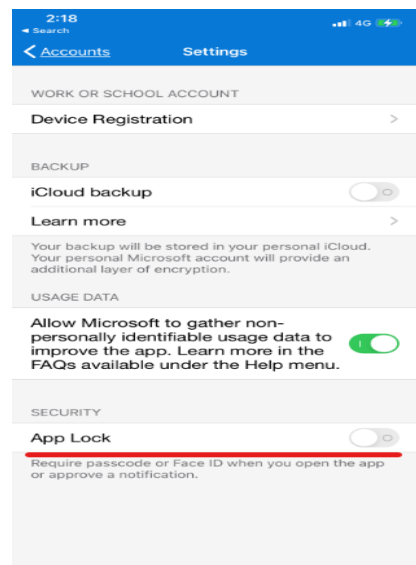 2:18
4G
Search
Accounts
Settings
WORK OR SCHOOL ACCOUNT
Device Registration
BACKUP
iCloud backup
Learn more
Your backup will be stored in your personal iCloud.
Your personal Microsoft account will provide an
additional layer of encryption.
USAGE DATA
Allow Microsoft to gather non-
personally identifiable usage data to
improve the app. Learn more in the
FAQs available under the Help menu.
SECURITY
App Lock
Require passcode or Face ID when you open the app
or approve a notification.